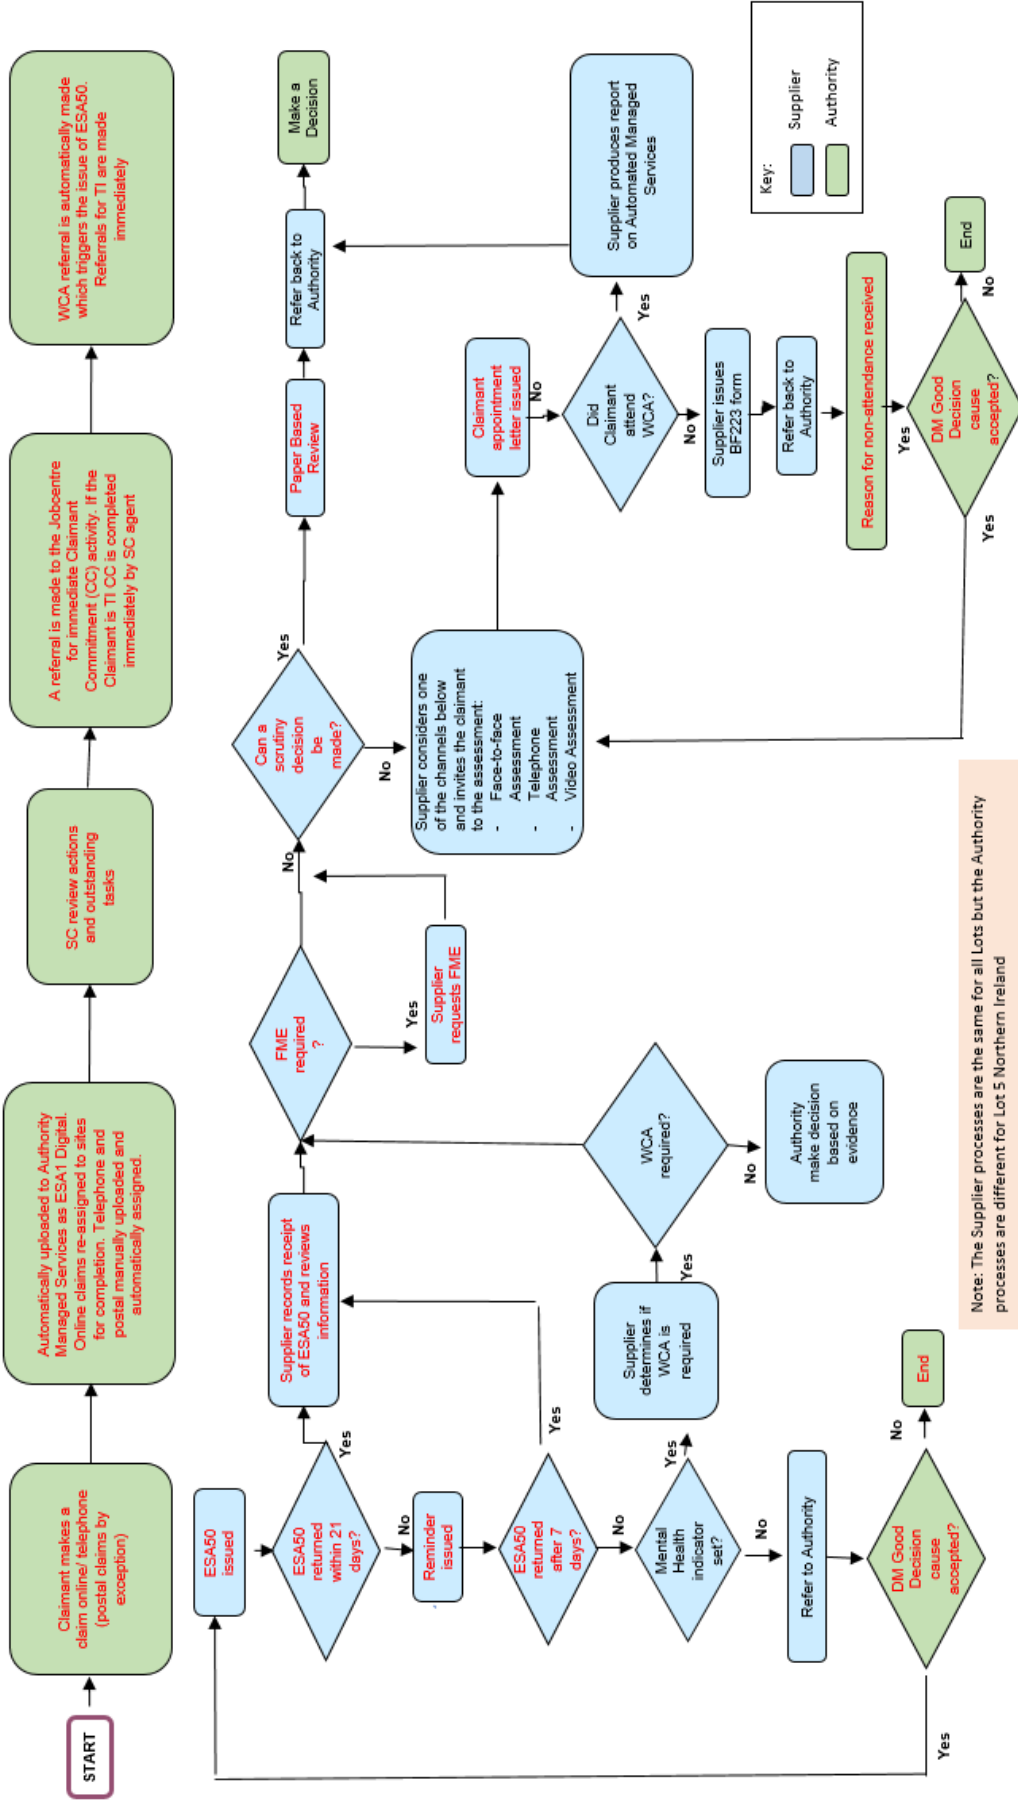 START
Claimant makes a
claim online/ telephone
(postal claims by
exception)
Automatically uploaded to Authority
Managed Services as ESA1 Digital.
Online claims re-assigned to sites
for completion. Telephone and
postal manually uploaded and
automatically assigned.
SC review actions
and outstanding
tasks
A referral is made to the Jobcentre
for immediate Claimant
Commitment (CC) activity. If the
Claimant is TI CC is completed
immediately by SC agent
WCA referral is automatically made
which triggers the issue of ESA50.
Referrals for TI are made
immediately
ESA50
issued
ESA50
returned
within 21
days?
Yes
No
Supplier records receipt
of ESA50 and reviews
information
Reminder
issued
ESA50
returned
after 7
days?
Yes
No
Mental
Health
indicator
set?
Yes
No
Supplier
determines if
WCA is
required
Yes
WCA
required?
No
Authority
make decision
based on
evidence
Refer to Authority
DM Good
Decision
cause
accepted?
No
End
Yes
FME
required
?
No
Yes
Supplier
requests FME
Can a
scrutiny
decision
be
made?
Yes
No
Paper Based
Review
Refer back to
Authority
Make a
Decision
Supplier considers one
of the channels below
and invites the claimant
to the assessment:
- Face-to-face
Assessment
- Telephone
Assessment
- Video Assessment
Claimant
appointment
letter issued
No
Did
Claimant
attend
WCA?
Yes
No
Supplier produces report
on Automated Managed
Services
Supplier issues
BF223 form
Refer back to
Authority
Reason for non-attendance received
Yes
DM Good
Decision
cause
accepted?
No
End
Yes
Key:
Supplier
Authority
Note: The Supplier processes are the same for all Lots but the Authority
processes are different for Lot 5 Northern Ireland